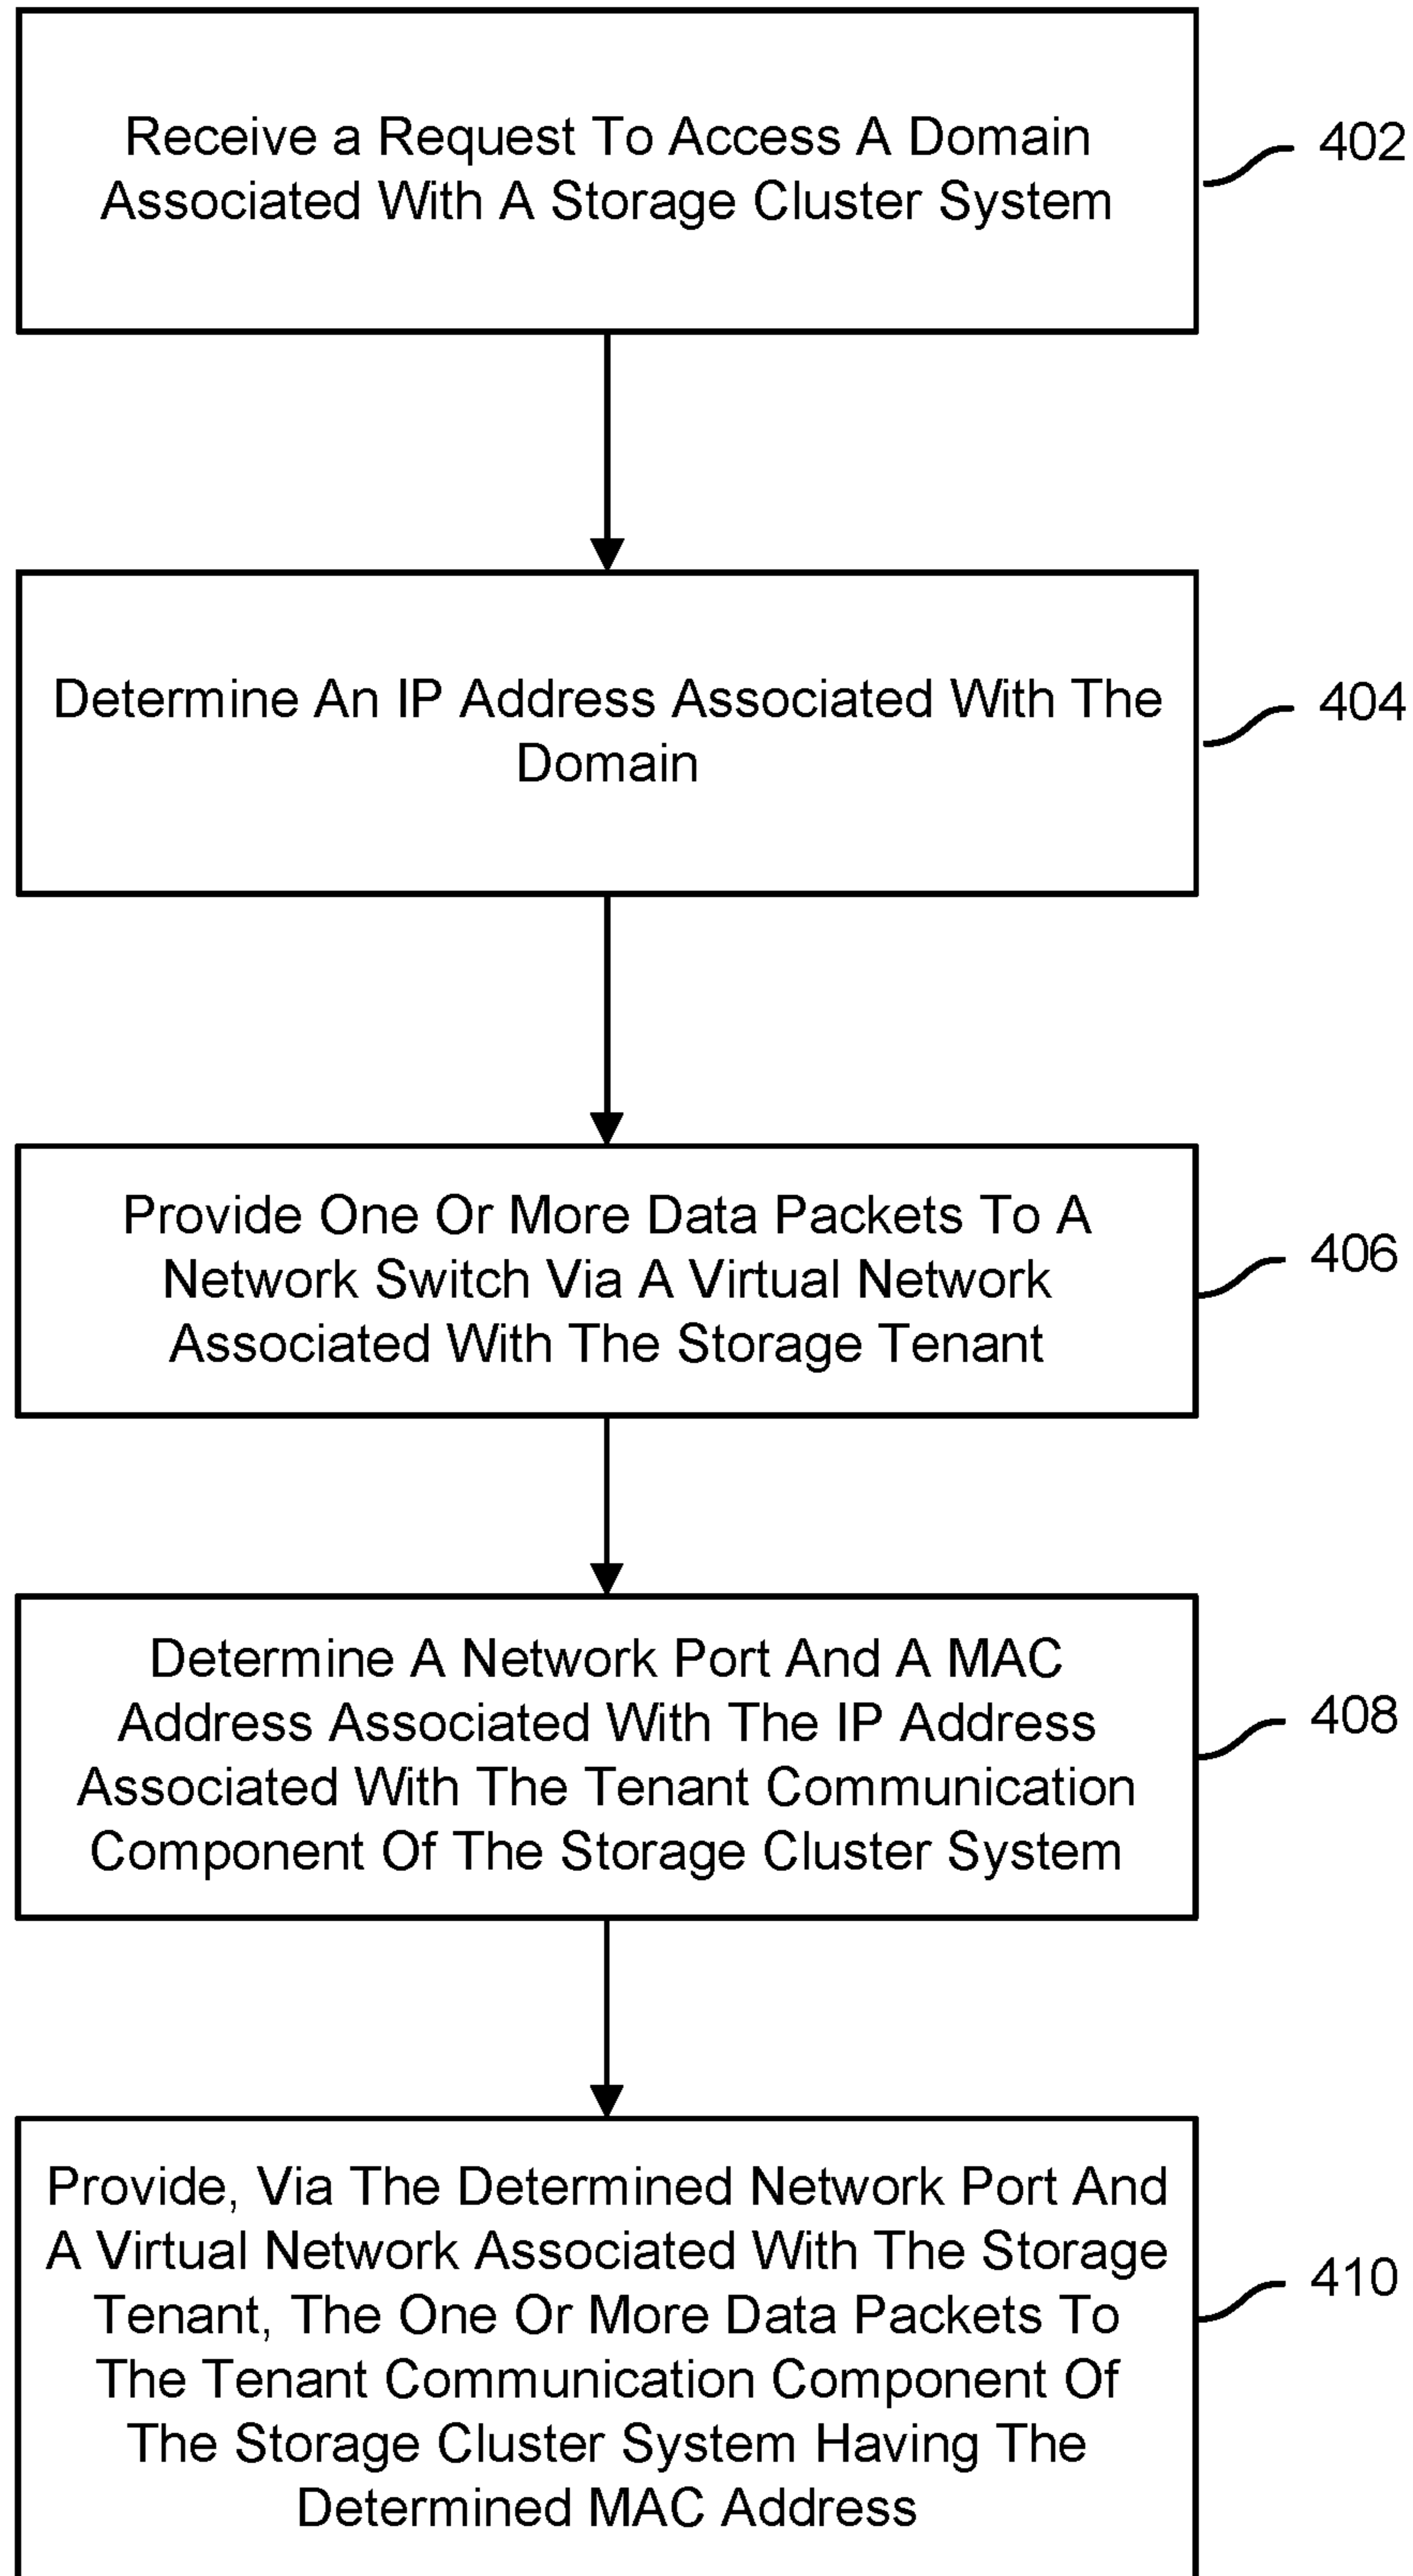 Receive a Request To Access A Domain
Associated With A Storage Cluster System
402
Determine An IP Address Associated With The
Domain
404
Provide One Or More Data Packets To A
Network Switch Via A Virtual Network
Associated With The Storage Tenant
406
Determine A Network Port And A MAC
Address Associated With The IP Address
Associated With The Tenant Communication
Component Of The Storage Cluster System
408
Provide, Via The Determined Network Port And
A Virtual Network Associated With The Storage
Tenant, The One Or More Data Packets To
The Tenant Communication Component Of
The Storage Cluster System Having The
Determined MAC Address
410